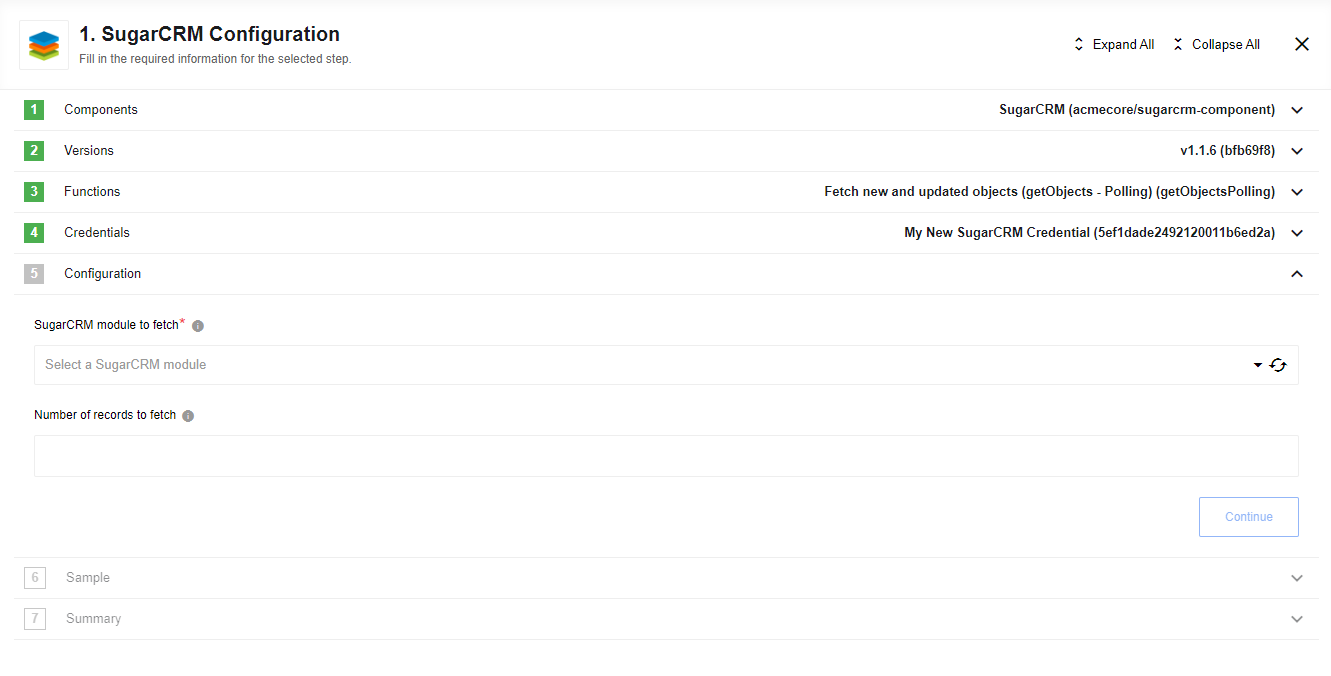 1. SugarCRM Configuration
Fill in the required information for the selected step.
Expand All
Collapse All
1 Components SugarCRM (acmecore/sugarcrm-component)
2 Versions v1.1.6 (bfb69f8)
3 Functions Fetch new and updated objects (getObjects - Polling) (getObjectsPolling)
4 Credentials My New SugarCRM Credential (5ef1dade2492120011b6ed2a)
5 Configuration
SugarCRM module to fetch*
Select a SugarCRM module
Number of records to fetch
Continue
6 Sample
7 Summary